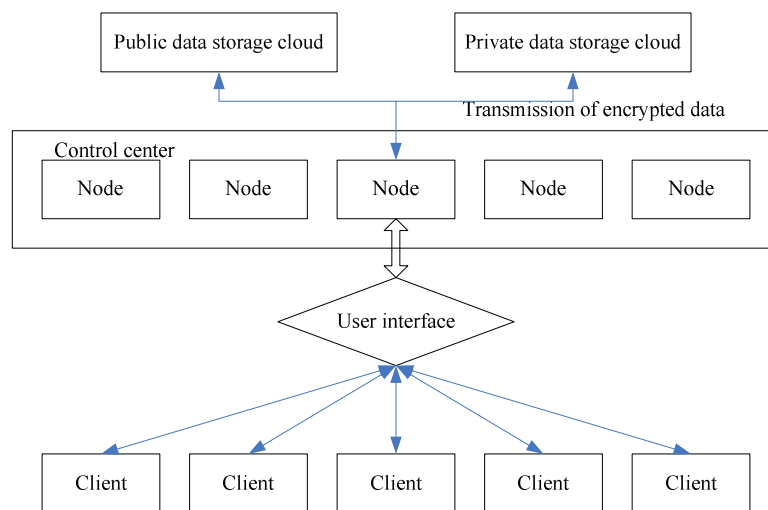 Public data storage cloud
Private data storage cloud
Transmission of encrypted data
Control center
Node
Node
Node
Node
Node
User interface
Client
Client
Client
Client
Client